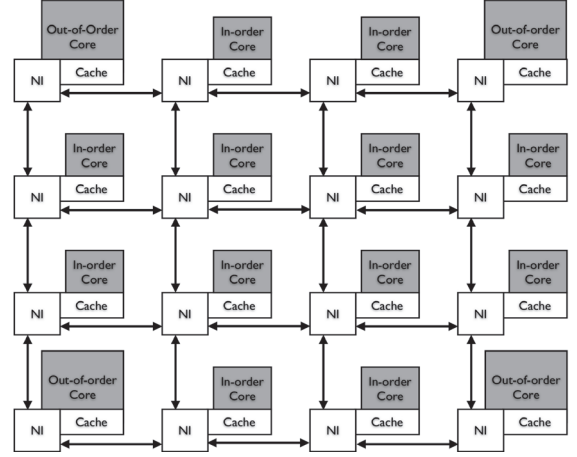 Out-of-Order
Core
Cache
NI
In-order
Core
Cache
NI
In-order
Core
Cache
NI
Out-of-order
Core
Cache
NI
In-order
Core
Cache
NI
In-order
Core
Cache
NI
In-order
Core
Cache
NI
In-order
Core
Cache
NI
In-order
Core
Cache
NI
In-order
Core
Cache
NI
In-order
Core
Cache
NI
In-order
Core
Cache
NI
Out-of-order
Core
Cache
NI
In-order
Core
Cache
NI
In-order
Core
Cache
NI
Out-of-order
Core
Cache
NI